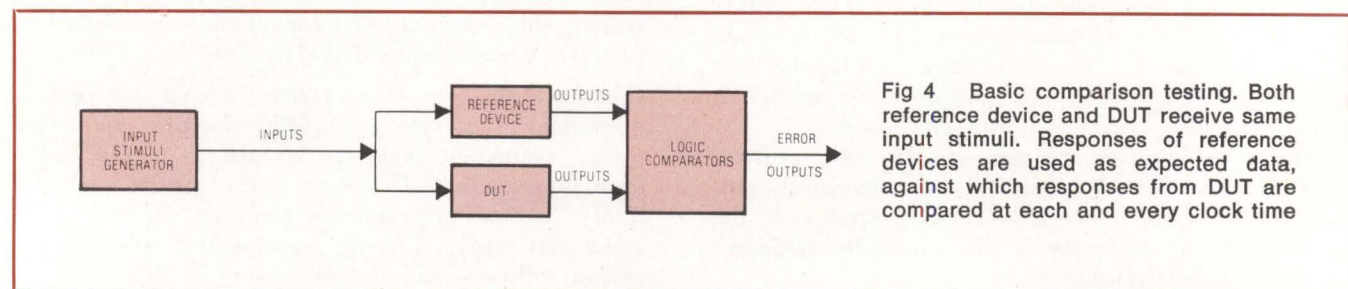 INPUT
STIMULI
GENERATOR
INPUTS
REFERENCE
DEVICE
OUTPUTS
DUT
OUTPUTS
LOGIC
COMPARATORS
ERROR
OUTPUTS
Fig 4 Basic comparison testing. Both
reference device and DUT receive same
input stimuli. Responses of reference
devices are used as expected data,
against which responses from DUT are
compared at each and every clock time